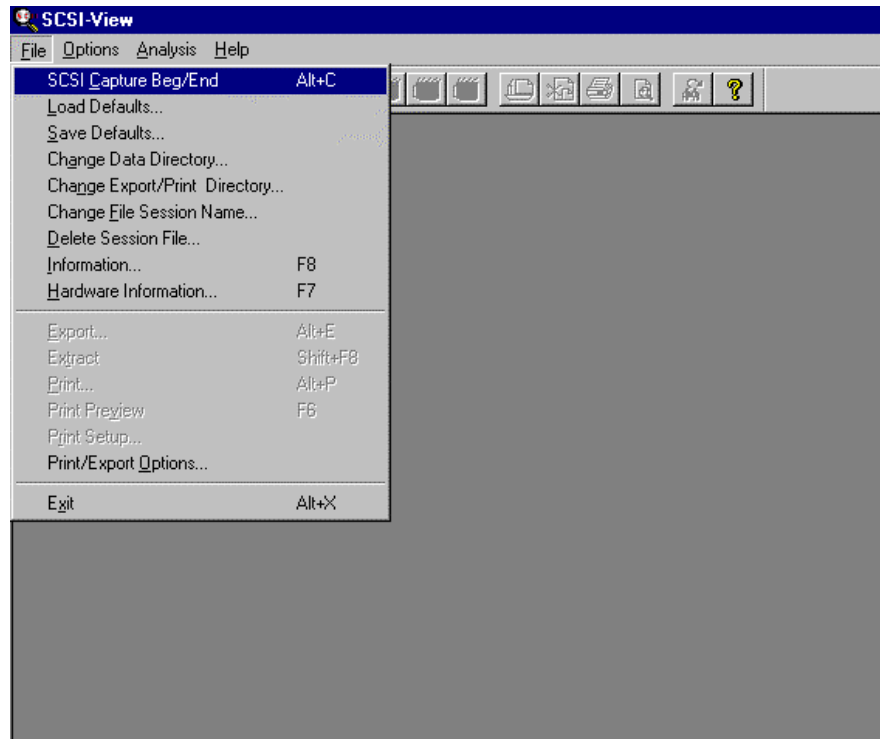 SCSI-View
File Options Analysis Help
SCSI Capture Beg/End Alt+C
Load Defaults...
Save Defaults...
Change Data Directory...
Change Export/Print Directory...
Change File Session Name...
Delete Session File...
Information... F8
Hardware Information... F7
Export... Alt+E
Extract Shift+F8
Print... Alt+P
Print Preview F6
Print Setup...
Print/Export Options...
Exit Alt+X